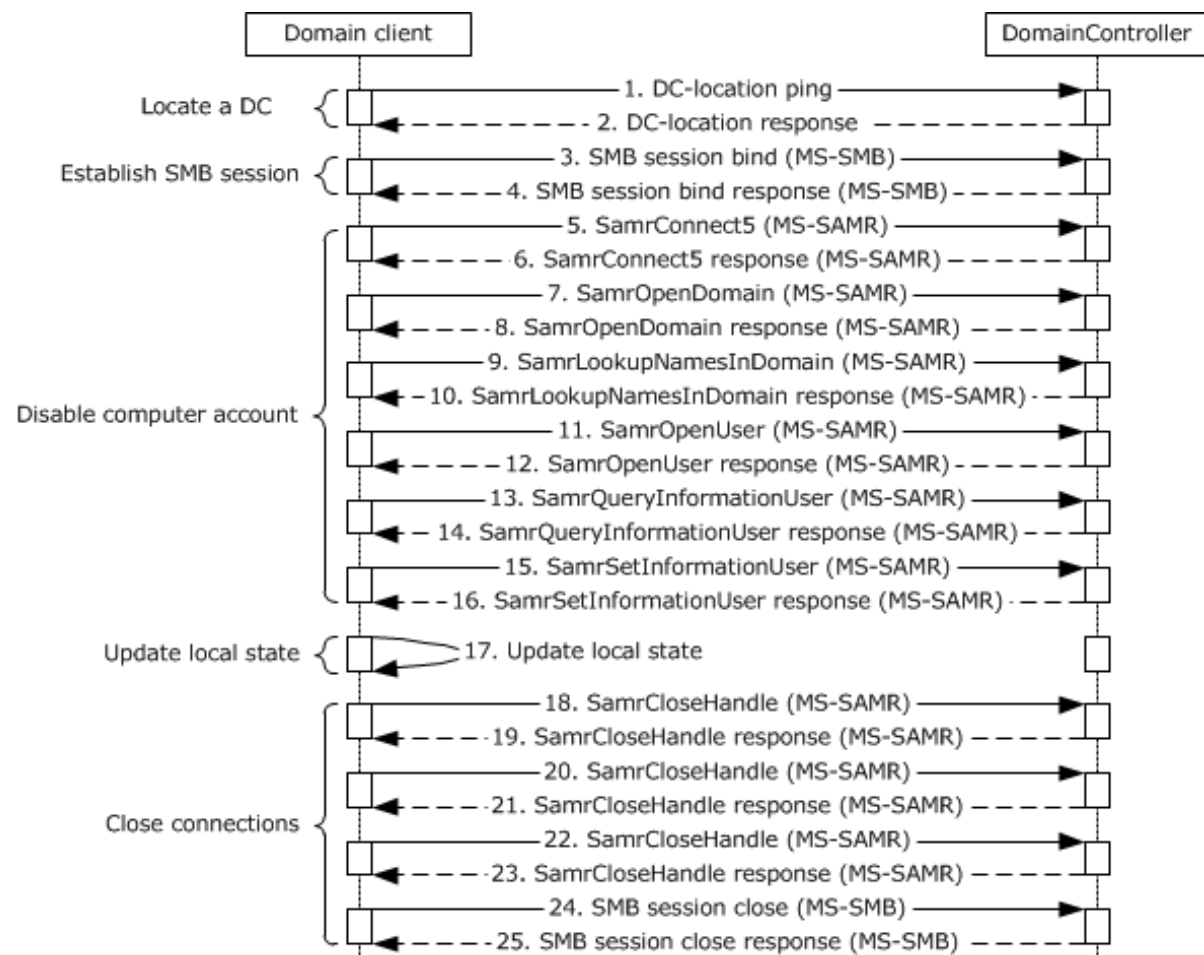 Domain client
DomainController
Locate a DC
1. DC-location ping
2. DC-location response
Establish SMB session
3. SMB session bind (MS-SMB)
4. SMB session bind response (MS-SMB)
Disable computer account
5. SamrConnect5 (MS-SAMR)
6. SamrConnect5 response (MS-SAMR)
7. SamrOpenDomain (MS-SAMR)
8. SamrOpenDomain response (MS-SAMR)
9. SamrLookupNamesInDomain (MS-SAMR)
10. SamrLookupNamesInDomain response (MS-SAMR)
11. SamrOpenUser (MS-SAMR)
12. SamrOpenUser response (MS-SAMR)
13. SamrQueryInformationUser (MS-SAMR)
14. SamrQueryInformationUser response (MS-SAMR)
15. SamrSetInformationUser (MS-SAMR)
16. SamrSetInformationUser response (MS-SAMR)
Update local state
17. Update local state
Close connections
18. SamrCloseHandle (MS-SAMR)
19. SamrCloseHandle response (MS-SAMR)
20. SamrCloseHandle (MS-SAMR)
21. SamrCloseHandle response (MS-SAMR)
22. SamrCloseHandle (MS-SAMR)
23. SamrCloseHandle response (MS-SAMR)
24. SMB session close (MS-SMB)
25. SMB session close response (MS-SMB)